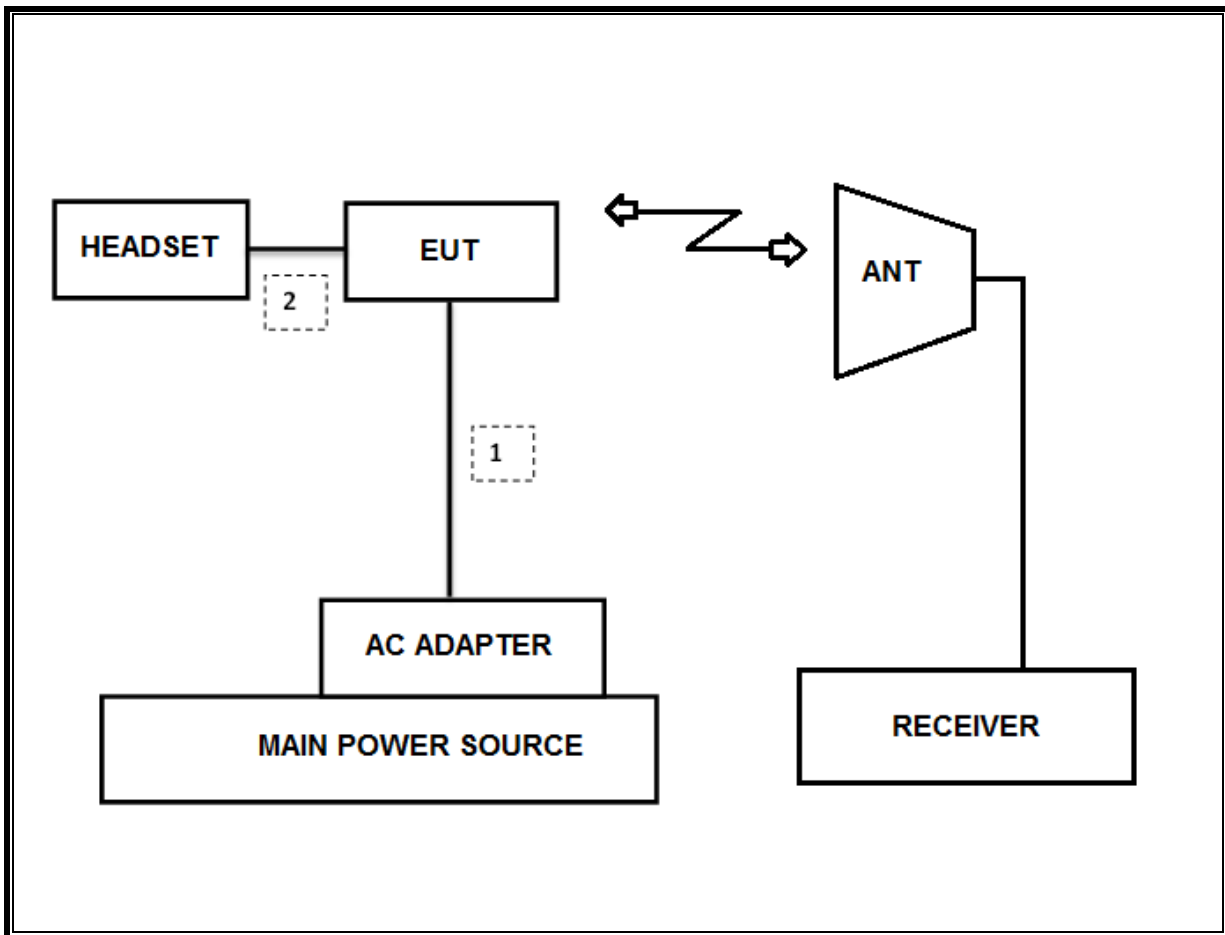 HEADSET
EUT
ANT
2
1
AC ADAPTER
MAIN POWER SOURCE
RECEIVER